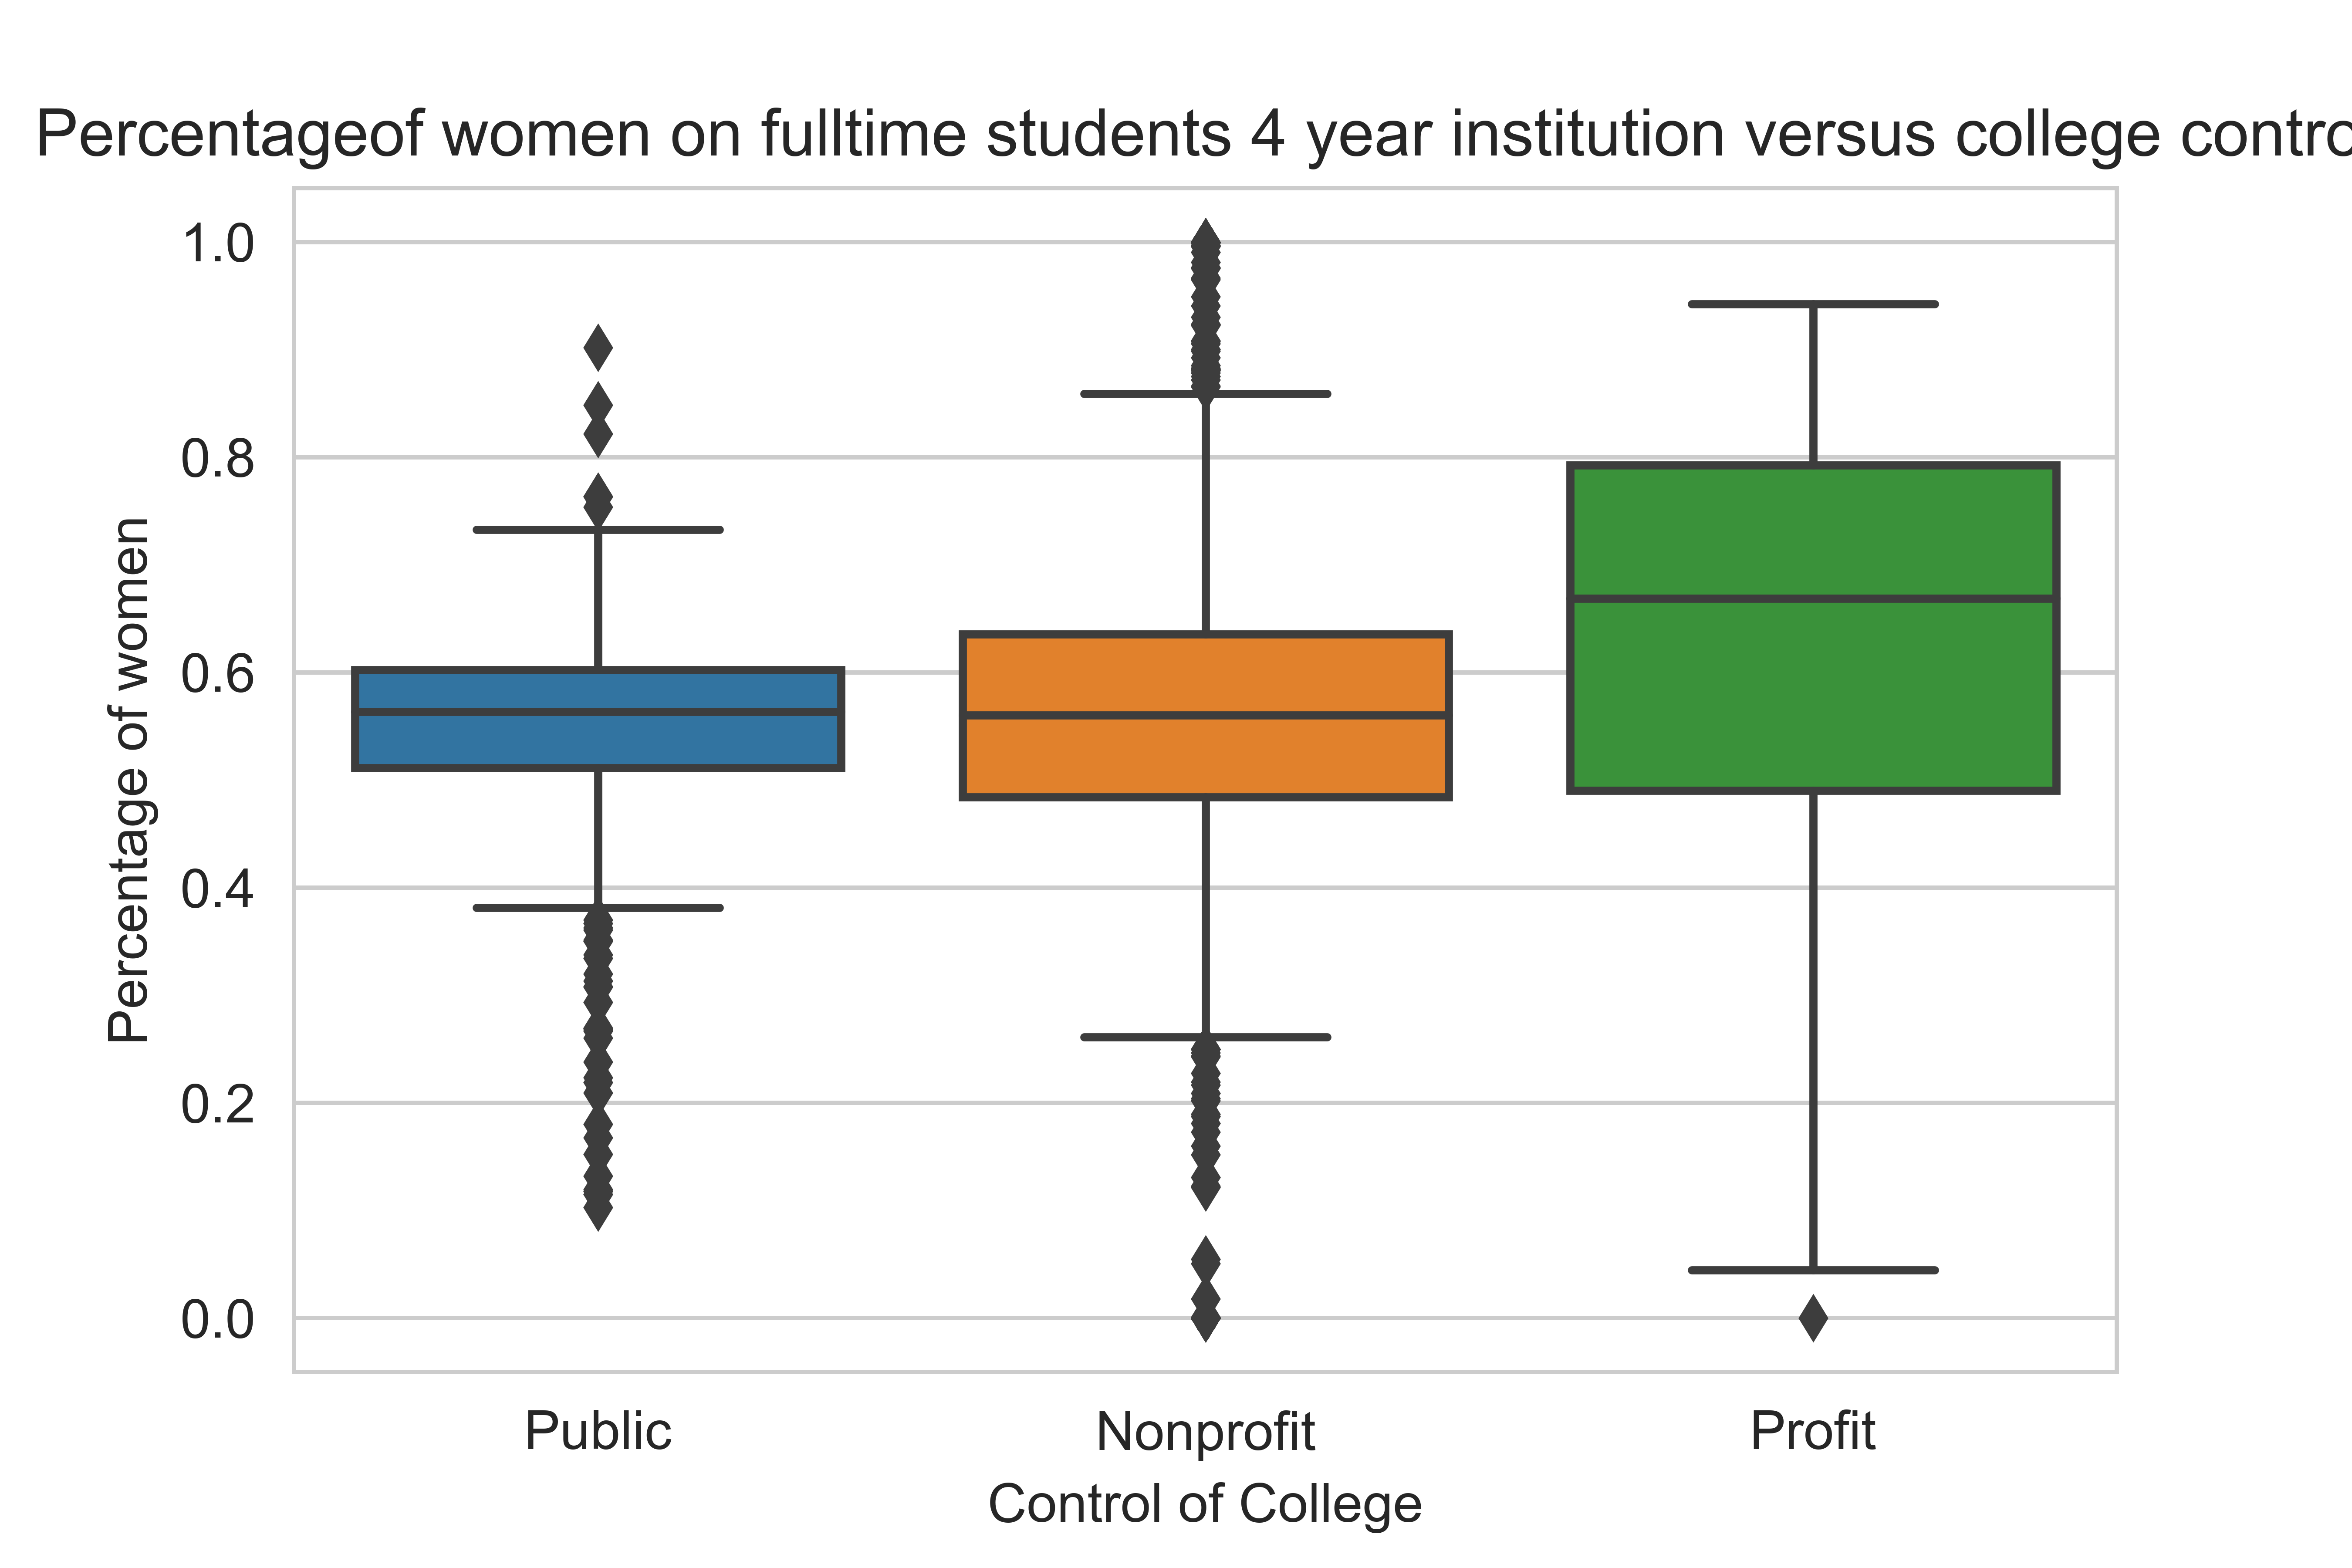 Percentageof women on fulltime students 4 year institution versus college contro
1.0
0.8
0.6
0.4
0.2
0.0
Percentage of women
Public
Nonprofit
Profit
Control of College